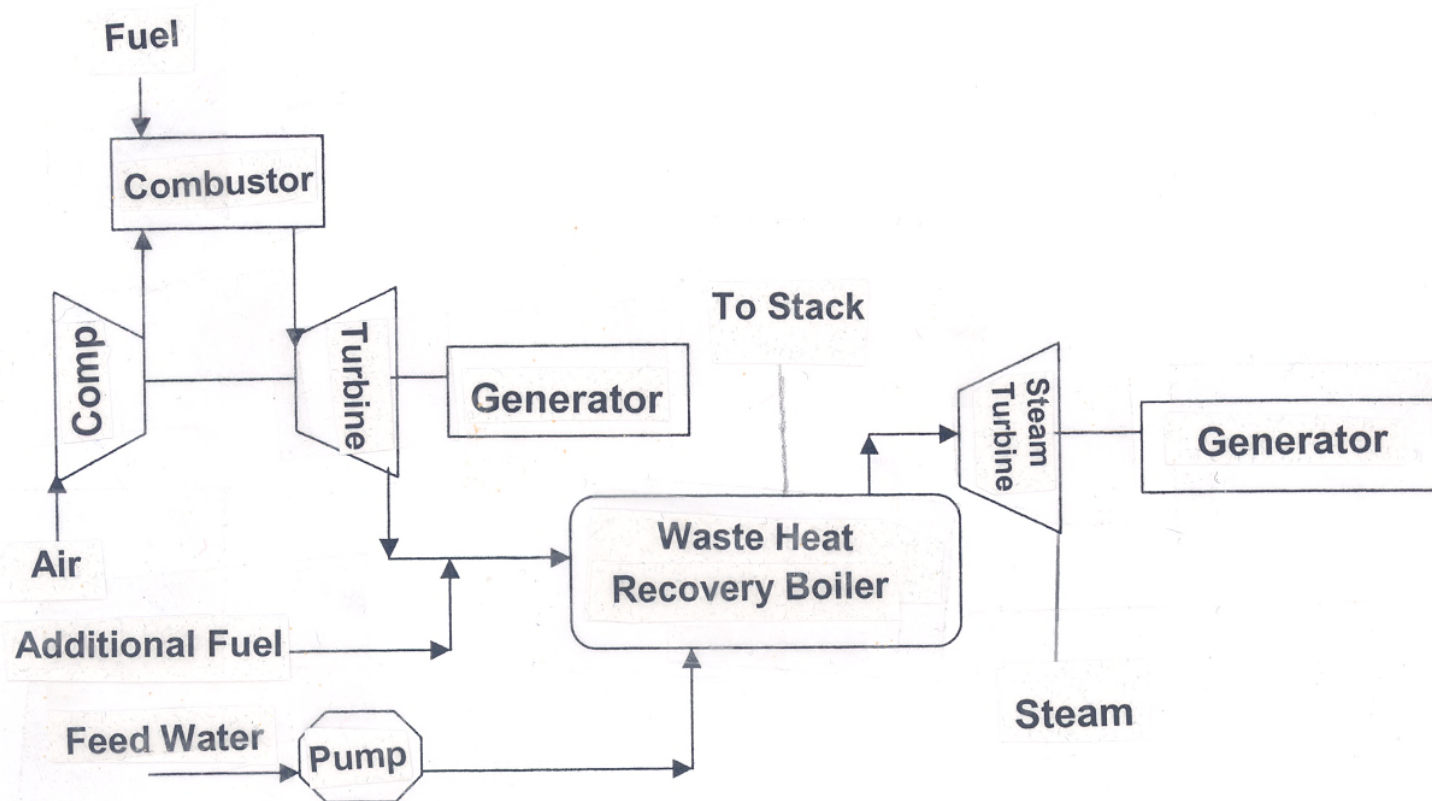 Fuel
Combustor
To Stack
Comp
Turbine
Generator
Steam
Turbine
Generator
Waste Heat
Recovery Boiler
Air
Additional Fuel
Feed Water
Pump
Steam